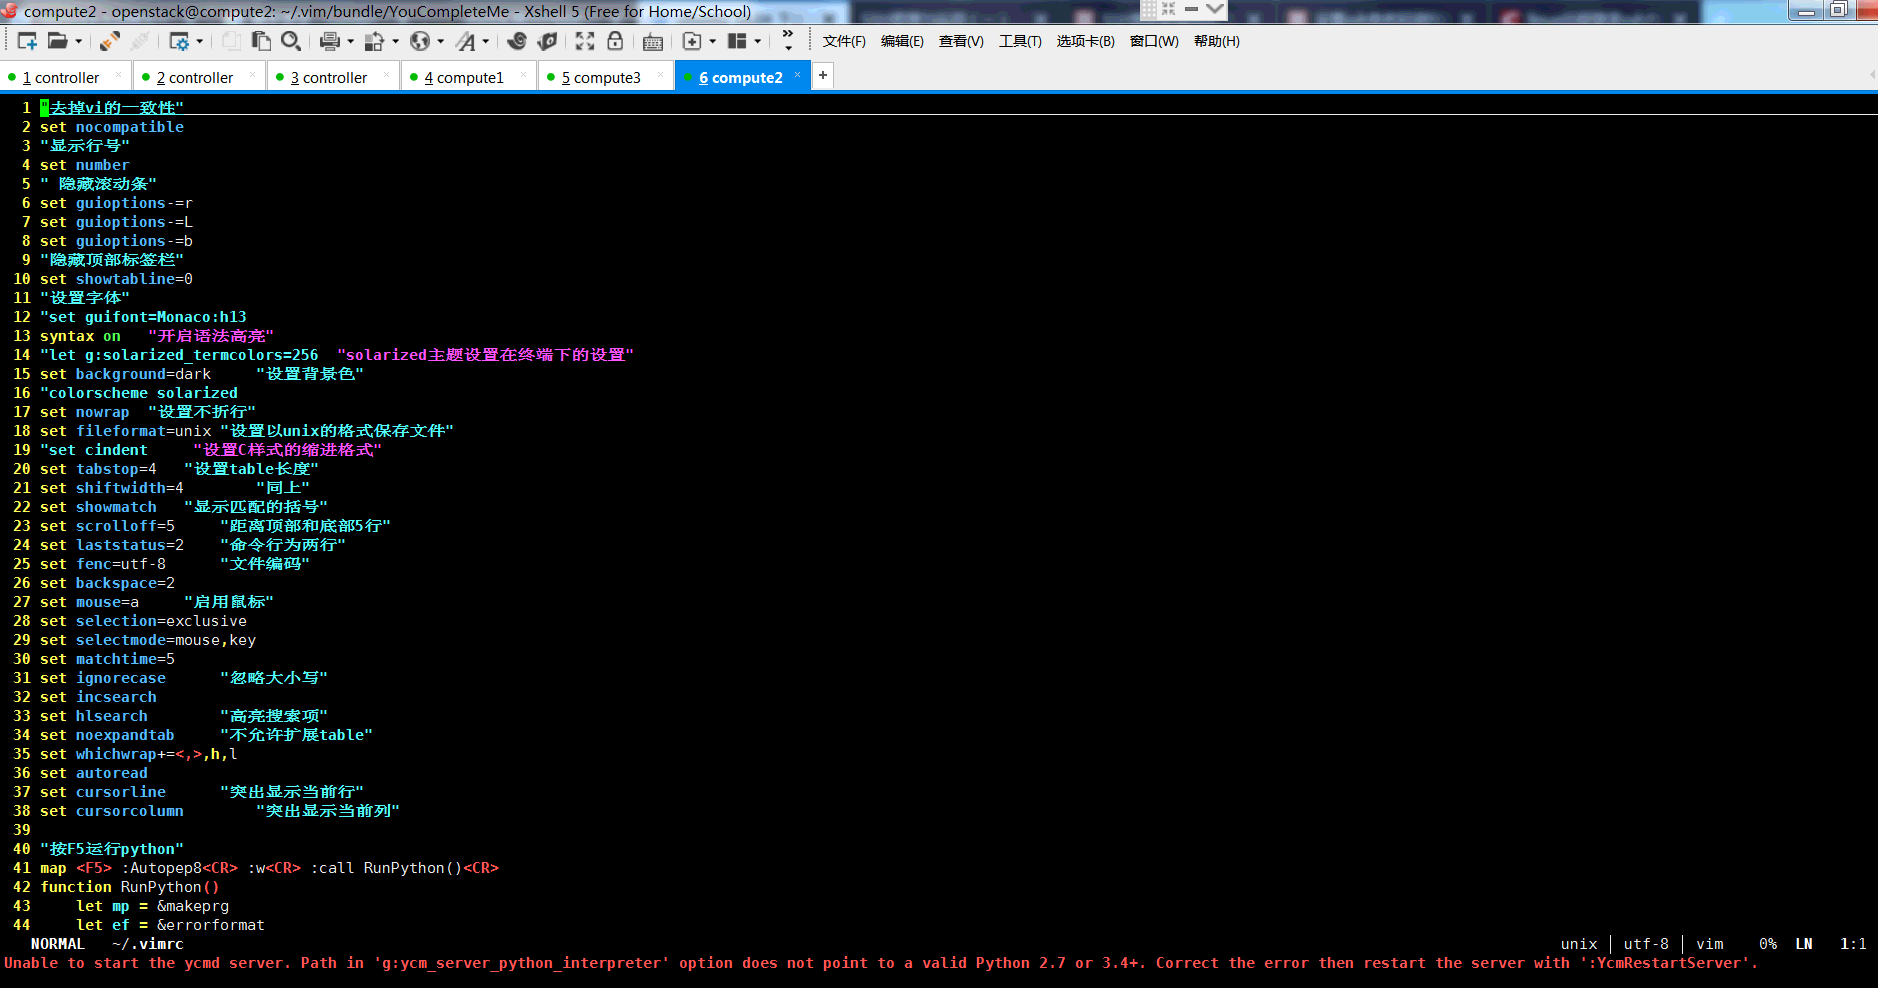 compute2 - openstack@compute2: ~/.vim/bundle/YouCompleteMe - Xshell 5 (Free for Home/School)
文件(F) 编辑(E) 查看(V) 工具(T) 选项卡(B) 窗口(W) 帮助(H)
1 controller × 2 controller × 3 controller × 4 compute1 × 5 compute3 × 6 compute2 × +
1 "去掉vi的一致性"
2 set nocompatible
3 "显示行号"
4 set number
5 " 隐藏滚动条"
6 set guioptions-=r
7 set guioptions-=L
8 set guioptions-=b
9 "隐藏顶部标签栏"
10 set showtabline=0
11 "设置字体"
12 "set guifont=Monaco:h13
13 syntax on   "开启语法高亮"
14 "let g:solarized_termcolors=256  "solarized主题设置在终端下的设置"
15 set background=dark     "设置背景色"
16 "colorscheme solarized
17 set nowrap  "设置不折行"
18 set fileformat=unix "设置以unix的格式保存文件"
19 "set cindent     "设置C样式的缩进格式"
20 set tabstop=4   "设置table长度"
21 set shiftwidth=4        "同上"
22 set showmatch   "显示匹配的括号"
23 set scrolloff=5     "距离顶部和底部5行"
24 set laststatus=2    "命令行为两行"
25 set fenc=utf-8      "文件编码"
26 set backspace=2
27 set mouse=a     "启用鼠标"
28 set selection=exclusive
29 set selectmode=mouse,key
30 set matchtime=5
31 set ignorecase      "忽略大小写"
32 set incsearch
33 set hlsearch        "高亮搜索项"
34 set noexpandtab     "不允许扩展table"
35 set whichwrap+=<,>,h,l
36 set autoread
37 set cursorline      "突出显示当前行"
38 set cursorcolumn        "突出显示当前列"
39
40 "按F5运行python"
41 map <F5> :Autopep8<CR> :w<CR> :call RunPython()<CR>
42 function RunPython()
43     let mp = &makeprg
44     let ef = &errorformat
NORMAL   ~/.vimrc   unix | utf-8 | vim   0%  LN   1:1
Unable to start the ycmd server. Path in 'g:ycm_server_python_interpreter' option does not point to a valid Python 2.7 or 3.4+. Correct the error then restart the server with ':YcmRestartServer'.